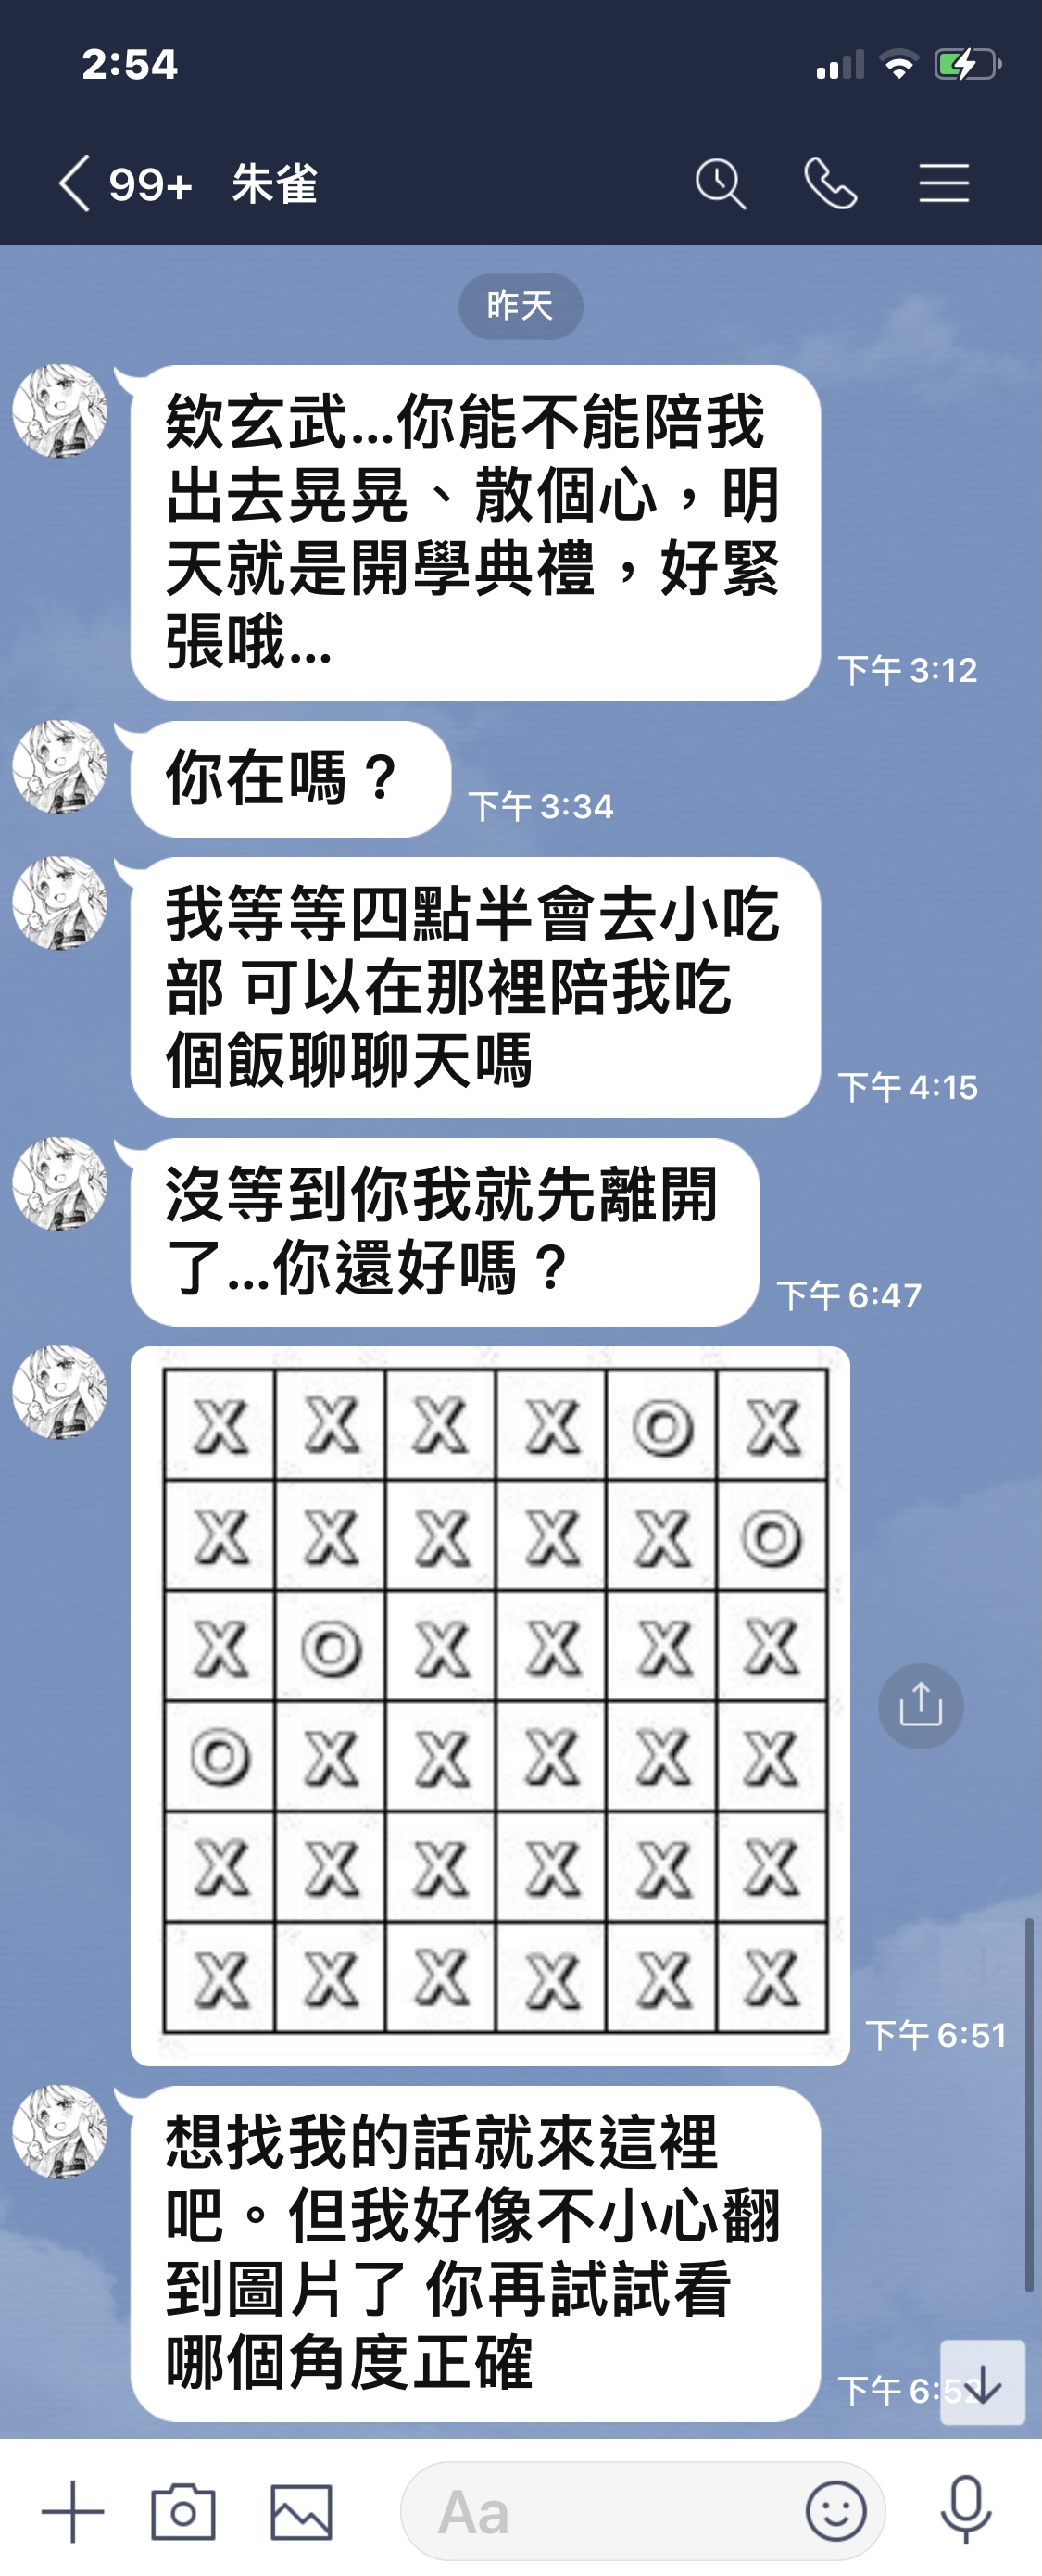 2:54
99+ 朱雀
昨天
欸玄武...你能不能陪我
出去晃晃、散個心，明
天就是開學典禮，好緊
張哦...
下午 3:12
你在嗎？
下午 3:34
我等等四點半會去小吃
部 可以在那裡陪我吃
個飯聊聊天嗎
下午 4:15
沒等到你我就先離開
了...你還好嗎？
下午 6:47
X X X X O X
X X X X X O
X O X X X X
O X X X X X
X X X X X X
X X X X X X
下午 6:51
想找我的話就來這裡
吧。但我好像不小心翻
到圖片了 你再試試看
哪個角度正確
下午 6:52
Aa